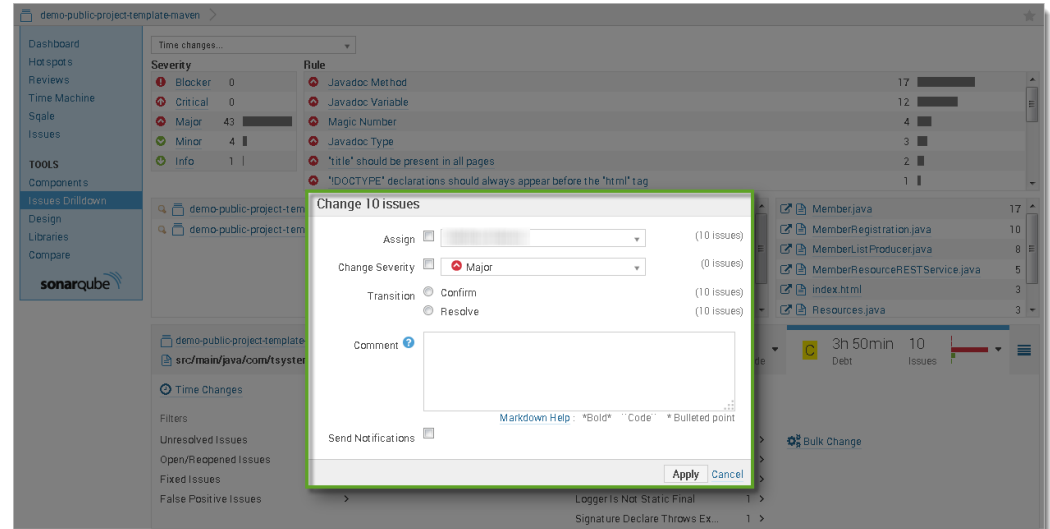 demo-public-project-template-maven
Dashboard
Hotspots
Reviews
Time Machine
Sqale
Issues
TOOLS
Components
Issues Drilldown
Design
Libraries
Compare
sonarqube
Time changes...
Severity
Blocker 0
Critical 0
Major 43
Minor 4
Info 1
Rule
Javadoc Method 17
Javadoc Variable 12
Magic Number 4
Javadoc Type 3
"title" should be present in all pages 2
"!DOCTYPE" declarations should always appear before the "html" tag 1
demo-public-project-tem
demo-public-project-tem
Member.java 17
MemberRegistration.java 10
MemberListProducer.java 8
MemberResourceRESTService.java 5
index.html 3
Resources.java 3
Change 10 issues
Assign (10 issues)
Change Severity Major (0 issues)
Transition Confirm (10 issues)
Resolve (10 issues)
Comment
Markdown Help : *Bold* ``Code`` * Bulleted point
Send Notifications
Apply Cancel
demo-public-project-template
src/main/java/com/tsyster
de
C 3h 50min 10
Debt Issues
Time Changes
Filters
Unresolved Issues
Open/Reopened Issues
Fixed Issues
False Positive Issues
Bulk Change
Logger Is Not Static Final 1
Signature Declare Throws Ex... 1